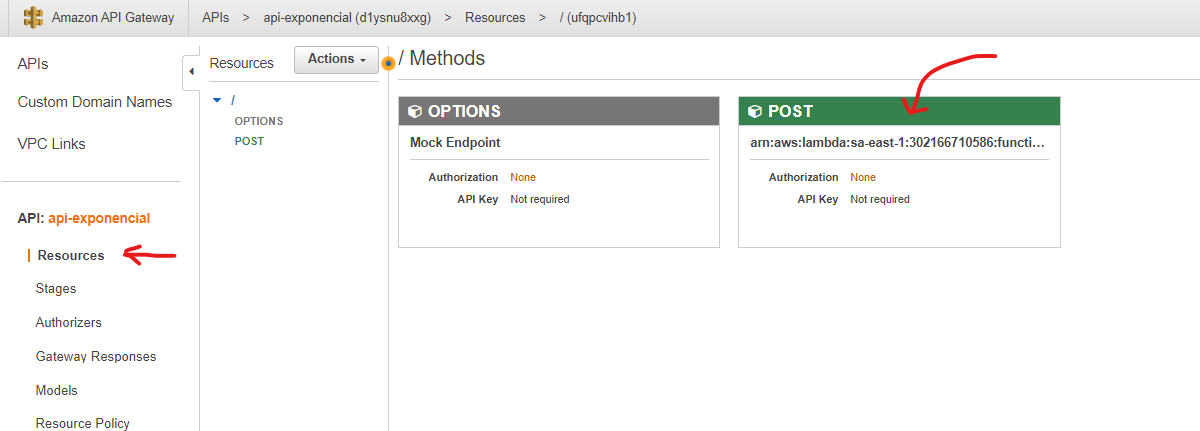 Amazon API Gateway APIs > api-exponencial (d1ysnu8xxg) > Resources > / (ufqpcvihb1)
APIs
Custom Domain Names
VPC Links
API: api-exponencial
Resources
Stages
Authorizers
Gateway Responses
Models
Resource Policy
Resources Actions
/
OPTIONS
POST
/ Methods
OPTIONS
Mock Endpoint
Authorization None
API Key Not required
POST
arn:aws:lambda:sa-east-1:302166710586:functi…
Authorization None
API Key Not required